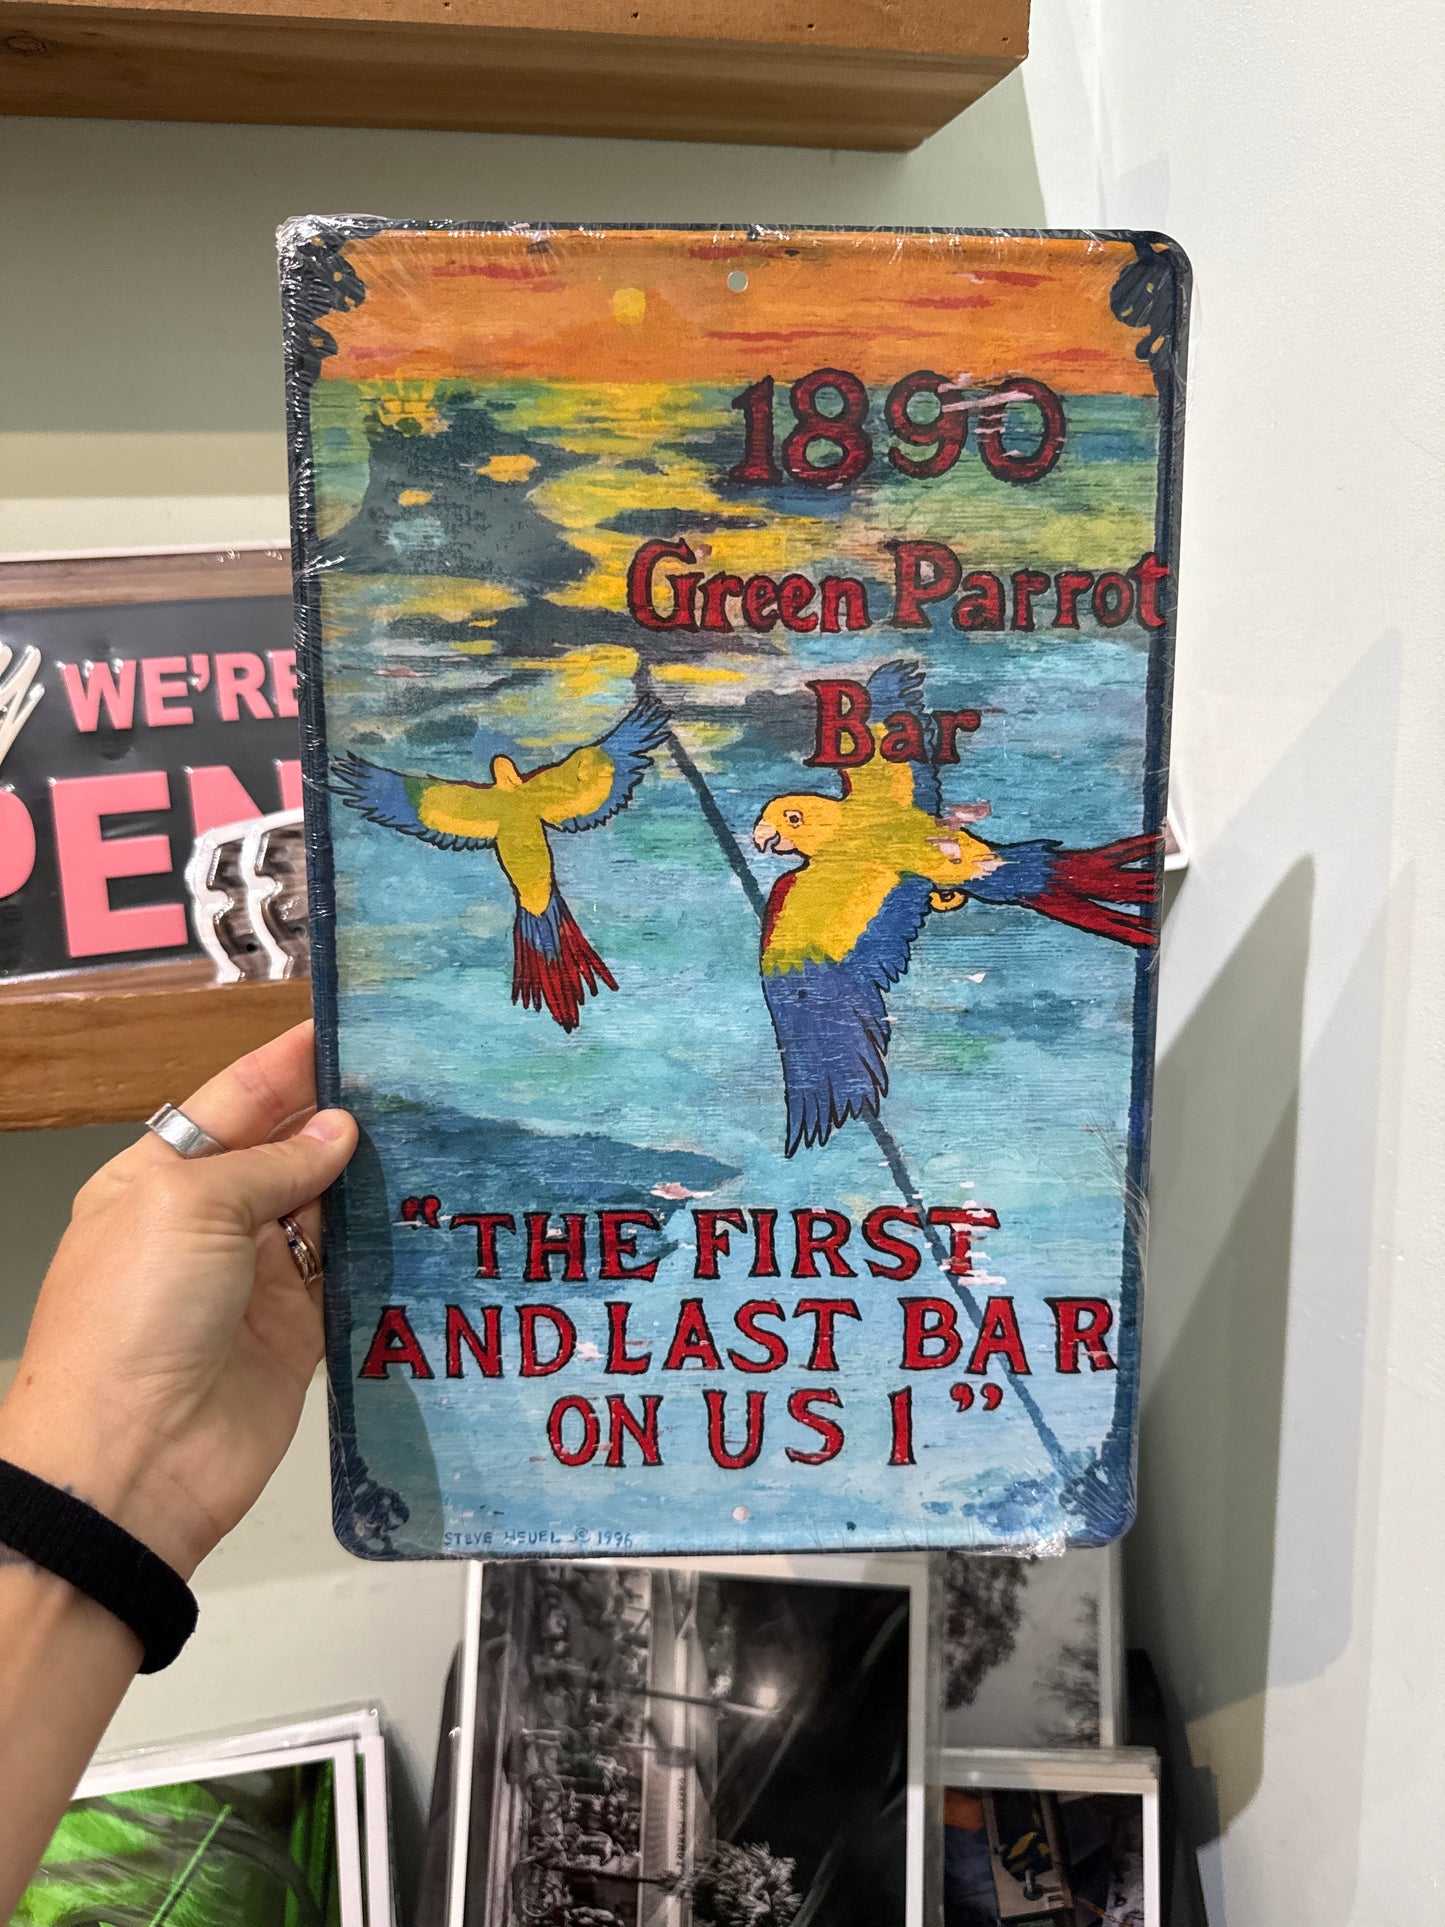 1890
Green Parrot
Bar
"THE FIRST
AND LAST BAR
ON US 1"
STEVE HEUEL © 1996
WE'RE
PEN